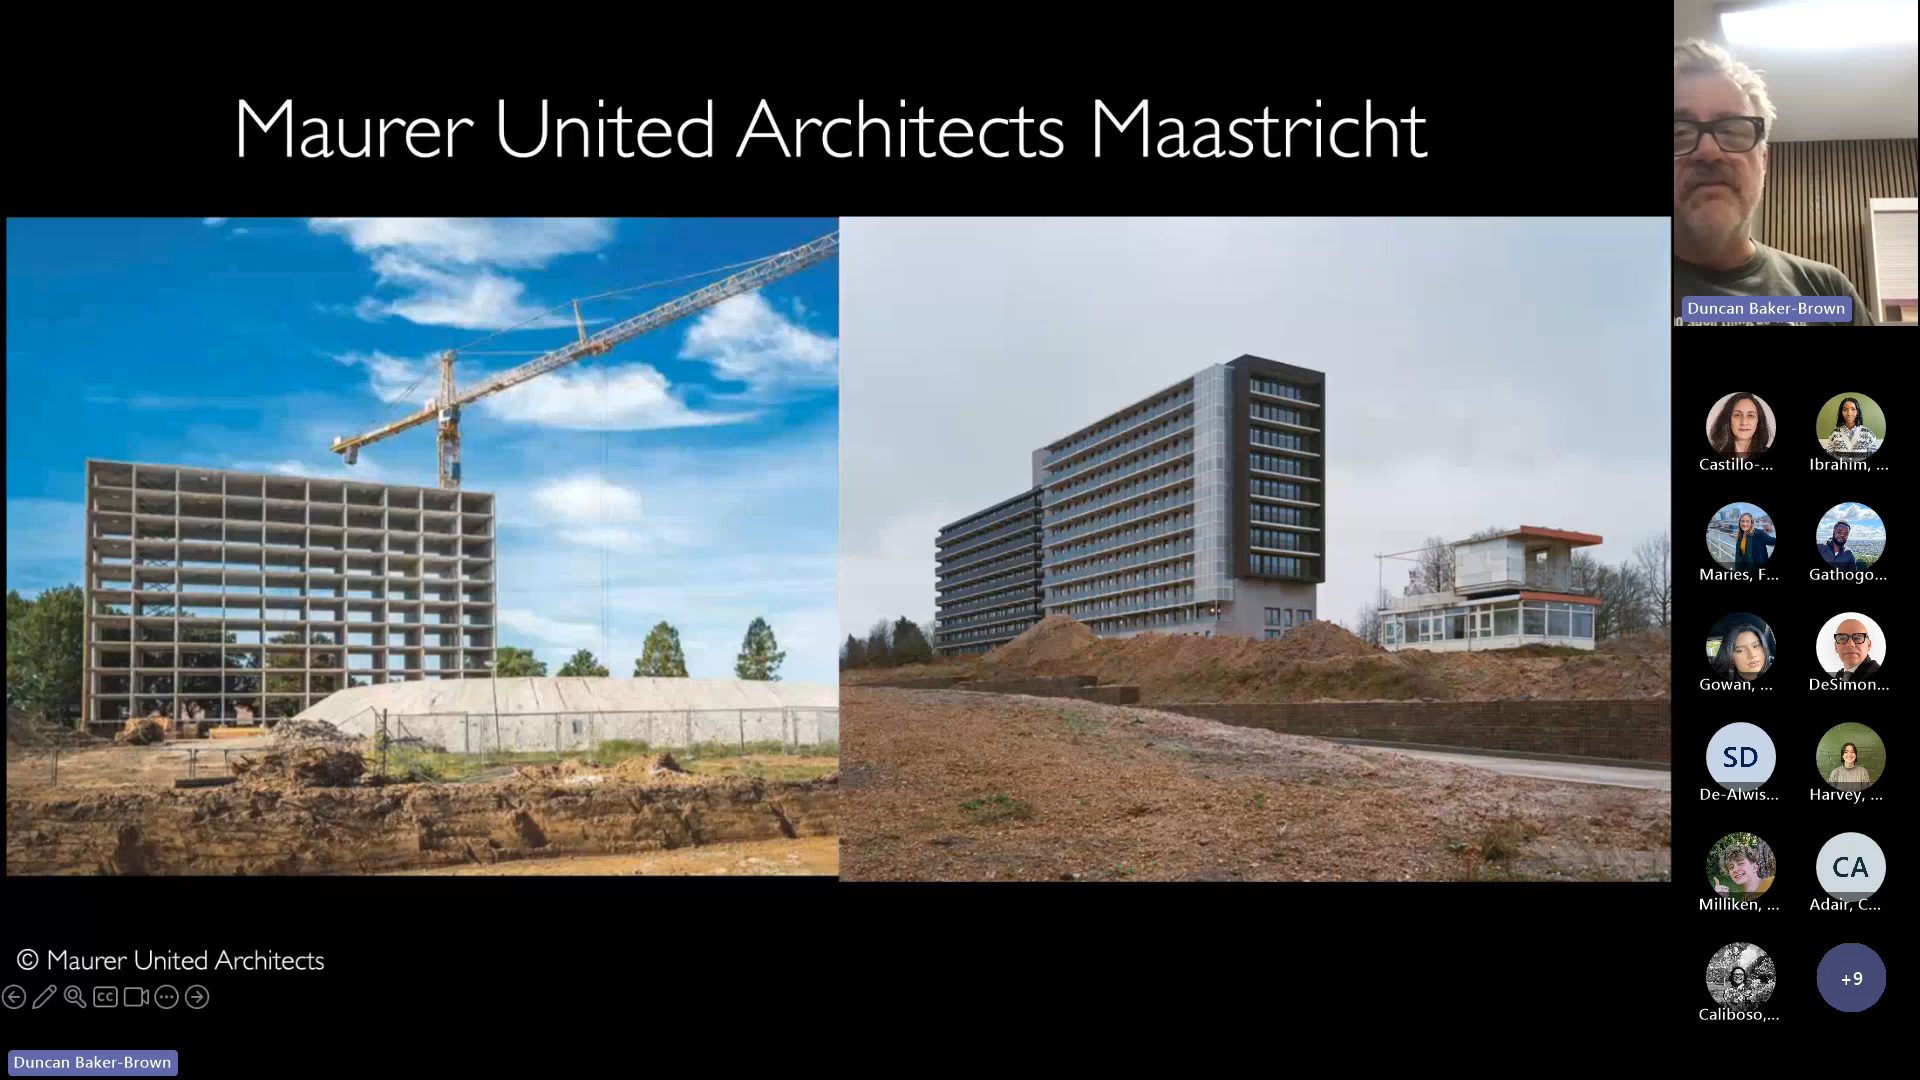 Maurer United Architects Maastricht
Duncan Baker-Brown
Castillo-...
Ibrahim, ...
Maries, F...
Gathogo...
Gowan, ...
DeSimon...
SD
De-Alwis...
Harvey, ...
Milliken, ...
CA
Adair, C...
Caliboso,...
+9
© Maurer United Architects
CC
Duncan Baker-Brown